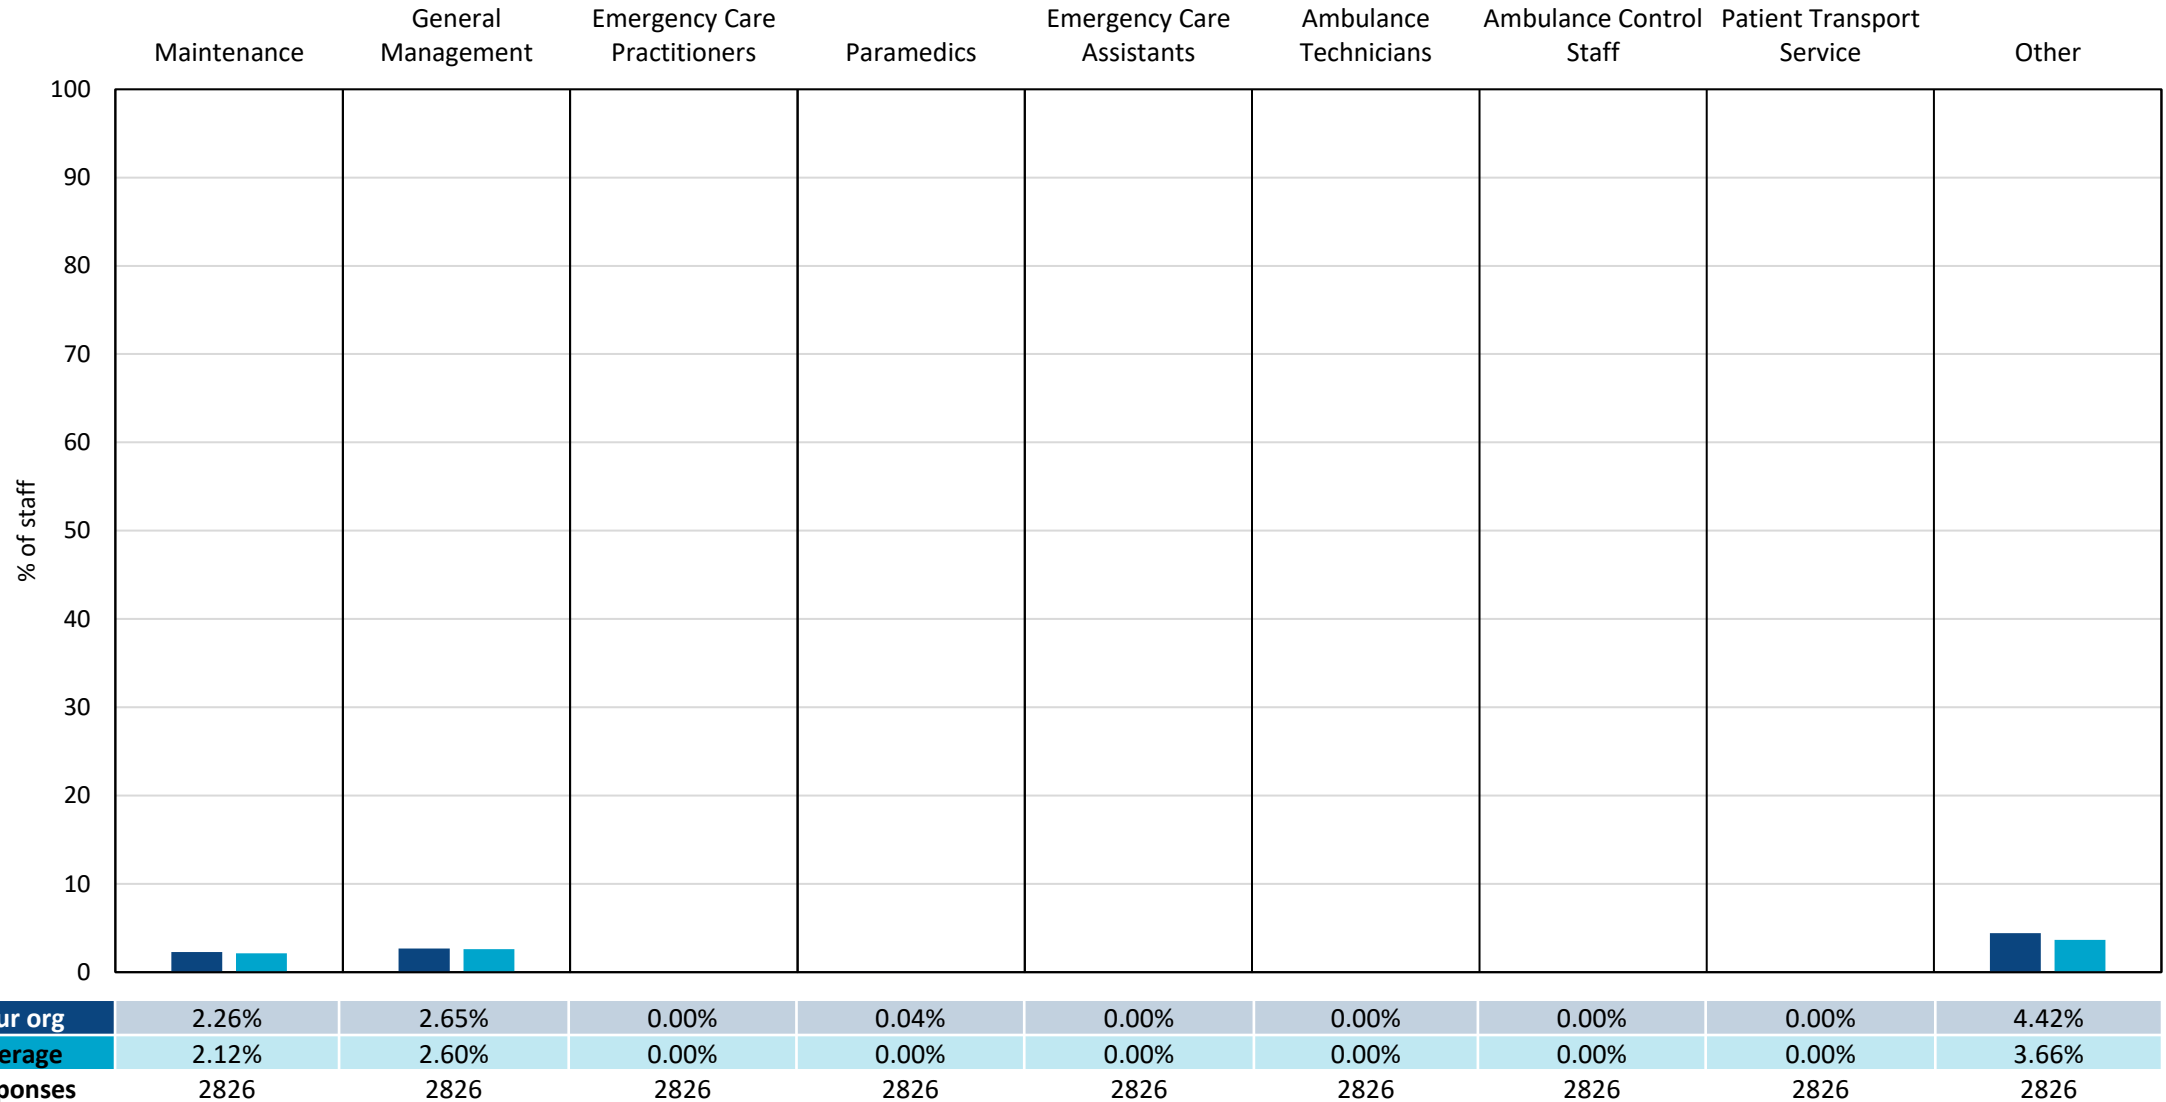 Maintenance
General
Management
Emergency Care
Practitioners
Paramedics
Emergency Care
Assistants
Ambulance
Technicians
Ambulance Control
Staff
Patient Transport
Service
Other
100
90
80
70
60
50
40
30
20
10
0
% of staff
ur org 2.26% 2.65% 0.00% 0.04% 0.00% 0.00% 0.00% 0.00% 4.42%
erage 2.12% 2.60% 0.00% 0.00% 0.00% 0.00% 0.00% 0.00% 3.66%
ponses 2826 2826 2826 2826 2826 2826 2826 2826 2826